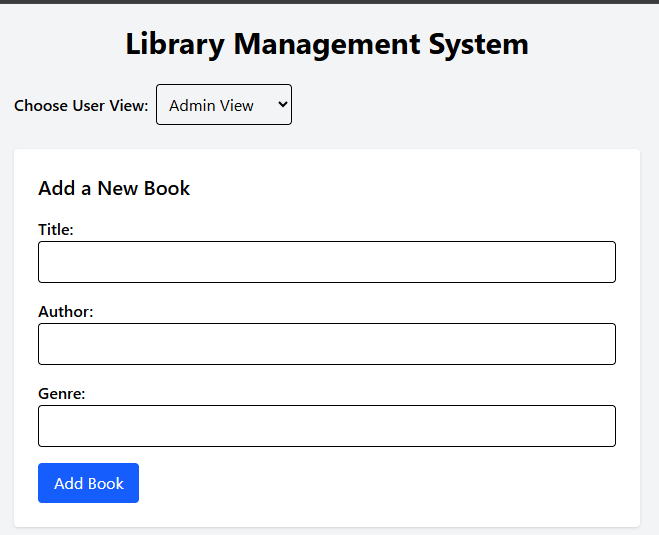 Library Management System
Choose User View: Admin View
Add a New Book
Title:
Author:
Genre:
Add Book